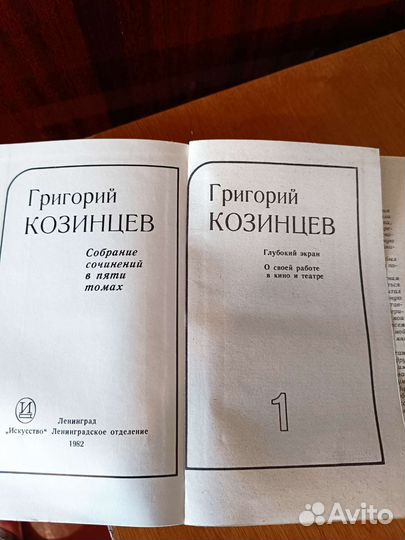 Григорий
КОЗИНЦЕВ
Собрание
сочинений
в пяти
томах
Ленинград
„Искусство“ Ленинградское отделение
1982
Григорий
КОЗИНЦЕВ
Глубокий экран
О своей работе
в кино и театре
1
Avito